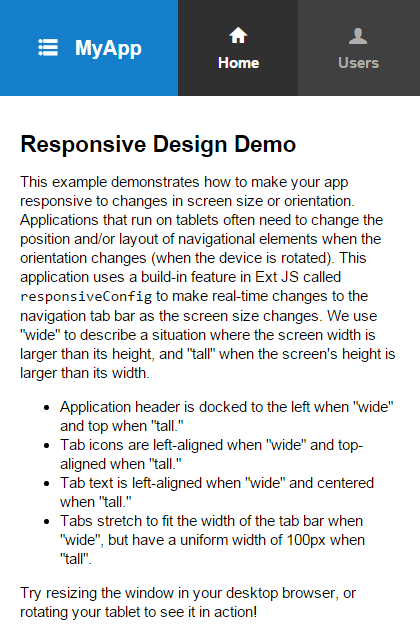 MyApp
Home
Users
Responsive Design Demo
This example demonstrates how to make your app
responsive to changes in screen size or orientation.
Applications that run on tablets often need to change the
position and/or layout of navigational elements when the
orientation changes (when the device is rotated). This
application uses a build-in feature in Ext JS called
responsiveConfig to make real-time changes to the
navigation tab bar as the screen size changes. We use
"wide" to describe a situation where the screen width is
larger than its height, and "tall" when the screen's height is
larger than its width.
• Application header is docked to the left when "wide"
and top when "tall."
• Tab icons are left-aligned when "wide" and top-
aligned when "tall."
• Tab text is left-aligned when "wide" and centered
when "tall."
• Tabs stretch to fit the width of the tab bar when
"wide", but have a uniform width of 100px when
"tall".
Try resizing the window in your desktop browser, or
rotating your tablet to see it in action!